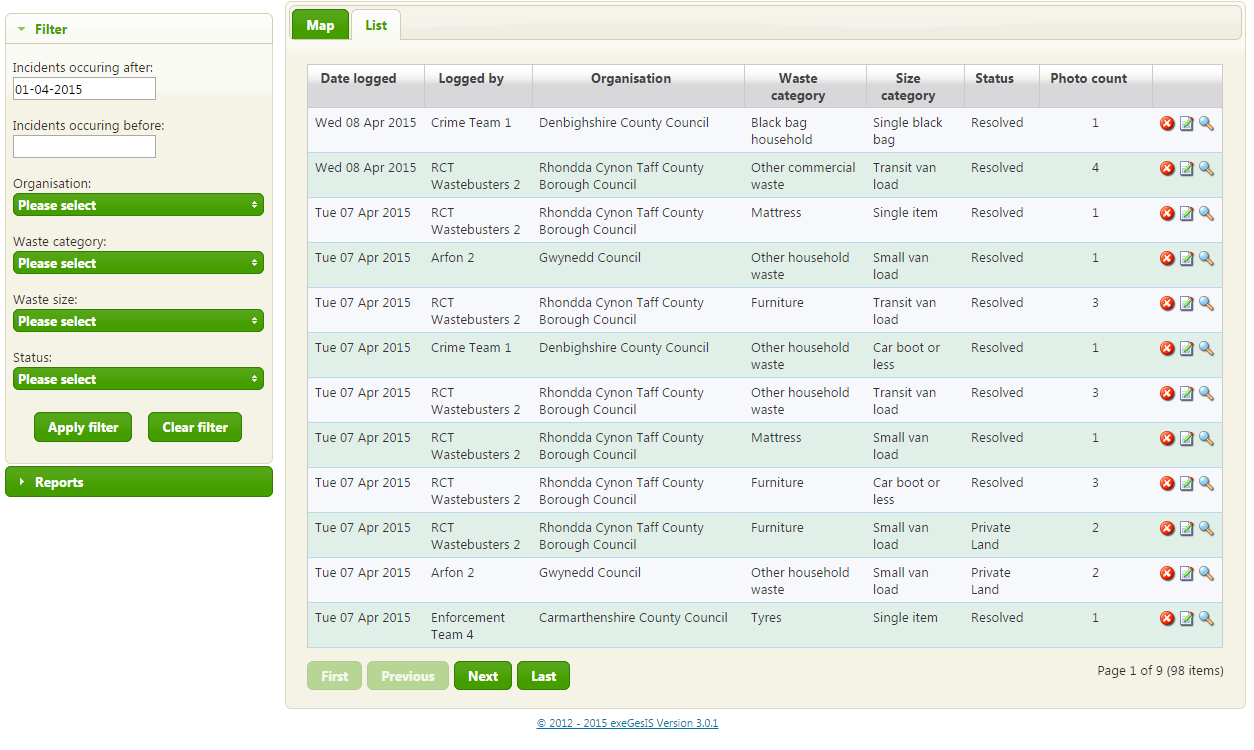 Filter
Incidents occuring after:
01-04-2015
Incidents occuring before:
Organisation:
Please select
Waste category:
Please select
Waste size:
Please select
Status:
Please select
Apply filter Clear filter
Reports
Map List
Date logged Logged by Organisation Waste category Size category Status Photo count
Wed 08 Apr 2015 Crime Team 1 Denbighshire County Council Black bag household Single black bag Resolved 1
Wed 08 Apr 2015 RCT Wastebusters 2 Rhondda Cynon Taff County Borough Council Other commercial waste Transit van load Resolved 4
Tue 07 Apr 2015 RCT Wastebusters 2 Rhondda Cynon Taff County Borough Council Mattress Single item Resolved 1
Tue 07 Apr 2015 Arfon 2 Gwynedd Council Other household waste Small van load Resolved 1
Tue 07 Apr 2015 RCT Wastebusters 2 Rhondda Cynon Taff County Borough Council Furniture Transit van load Resolved 3
Tue 07 Apr 2015 Crime Team 1 Denbighshire County Council Other household waste Car boot or less Resolved 1
Tue 07 Apr 2015 RCT Wastebusters 2 Rhondda Cynon Taff County Borough Council Other household waste Transit van load Resolved 3
Tue 07 Apr 2015 RCT Wastebusters 2 Rhondda Cynon Taff County Borough Council Mattress Small van load Resolved 1
Tue 07 Apr 2015 RCT Wastebusters 2 Rhondda Cynon Taff County Borough Council Furniture Car boot or less Resolved 3
Tue 07 Apr 2015 RCT Wastebusters 2 Rhondda Cynon Taff County Borough Council Furniture Small van load Private Land 2
Tue 07 Apr 2015 Arfon 2 Gwynedd Council Other household waste Small van load Private Land 2
Tue 07 Apr 2015 Enforcement Team 4 Carmarthenshire County Council Tyres Single item Resolved 1
First Previous Next Last Page 1 of 9 (98 items)
© 2012 - 2015 exeGesIS Version 3.0.1